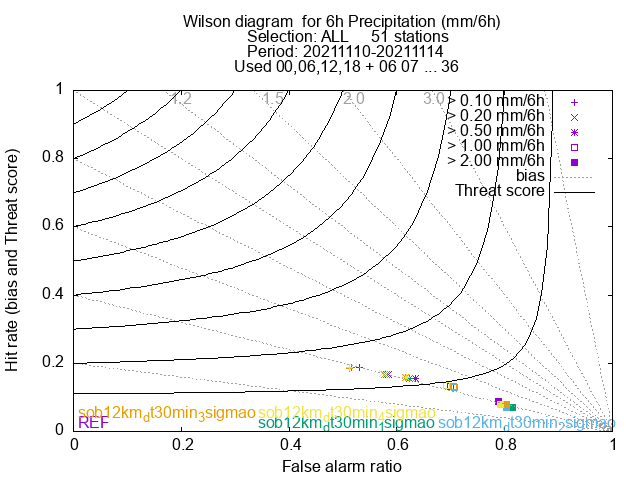 Wilson diagram for 6h Precipitation (mm/6h)
Selection: ALL 51 stations
Period: 20211110-20211114
Used 00,06,12,18 + 06 07 ... 36
1.2 1.5 2.0 3.0
> 0.10 mm/6h
> 0.20 mm/6h
> 0.50 mm/6h
> 1.00 mm/6h
> 2.00 mm/6h
bias
Threat score
1
0.8
0.6
0.4
0.2
0
Hit rate (bias and Threat score)
sob12km_dt30min_3sigmao sob12km_dt30min_4sigmao
REF sob12km_dt30min_1sigmao sob12km_dt30min_2sigmao
0 0.2 0.4 0.6 0.8 1
False alarm ratio